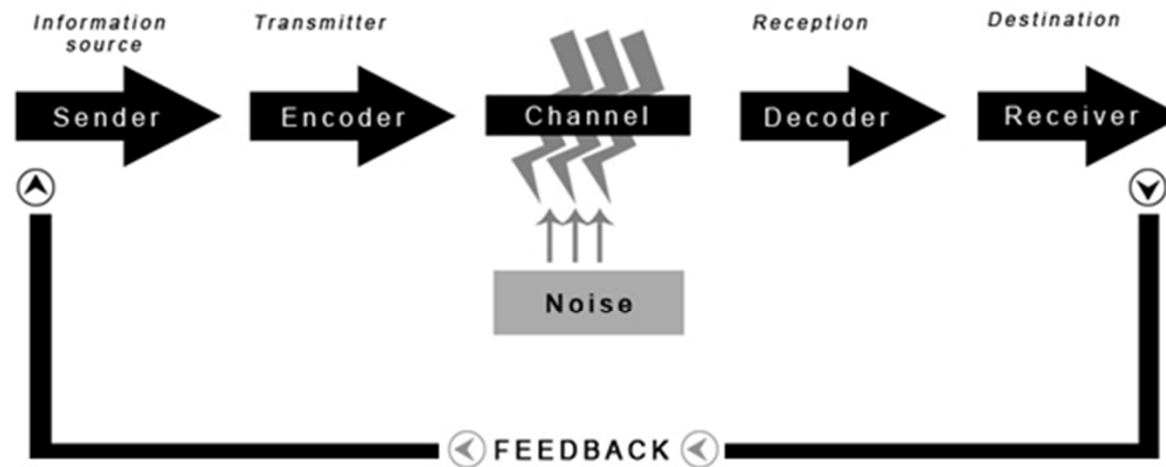 Information
source
Transmitter
Reception
Destination
Sender
Encoder
Channel
Decoder
Receiver
Noise
FEEDBACK